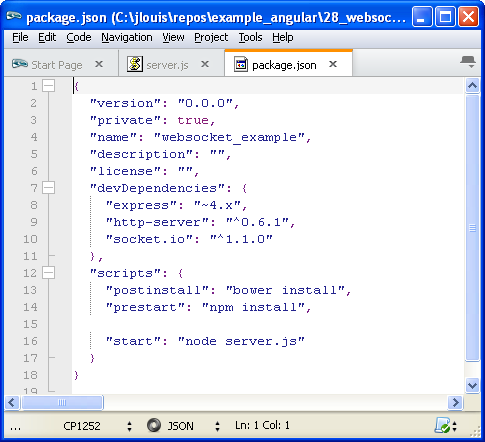 package.json (C:\jlouis\repos\example_angular\28_websoc...
File Edit Code Navigation View Project Tools Help
Start Page server.js package.json
1 {
2 "version": "0.0.0",
3 "private": true,
4 "name": "websocket_example",
5 "description": "",
6 "license": "",
7 "devDependencies": {
8 "express": "~4.x",
9 "http-server": "^0.6.1",
10 "socket.io": "^1.1.0"
11 },
12 "scripts": {
13 "postinstall": "bower install",
14 "prestart": "npm install",
15
16 "start": "node server.js"
17 }
18 }
19
... CP1252 JSON Ln: 1 Col: 1